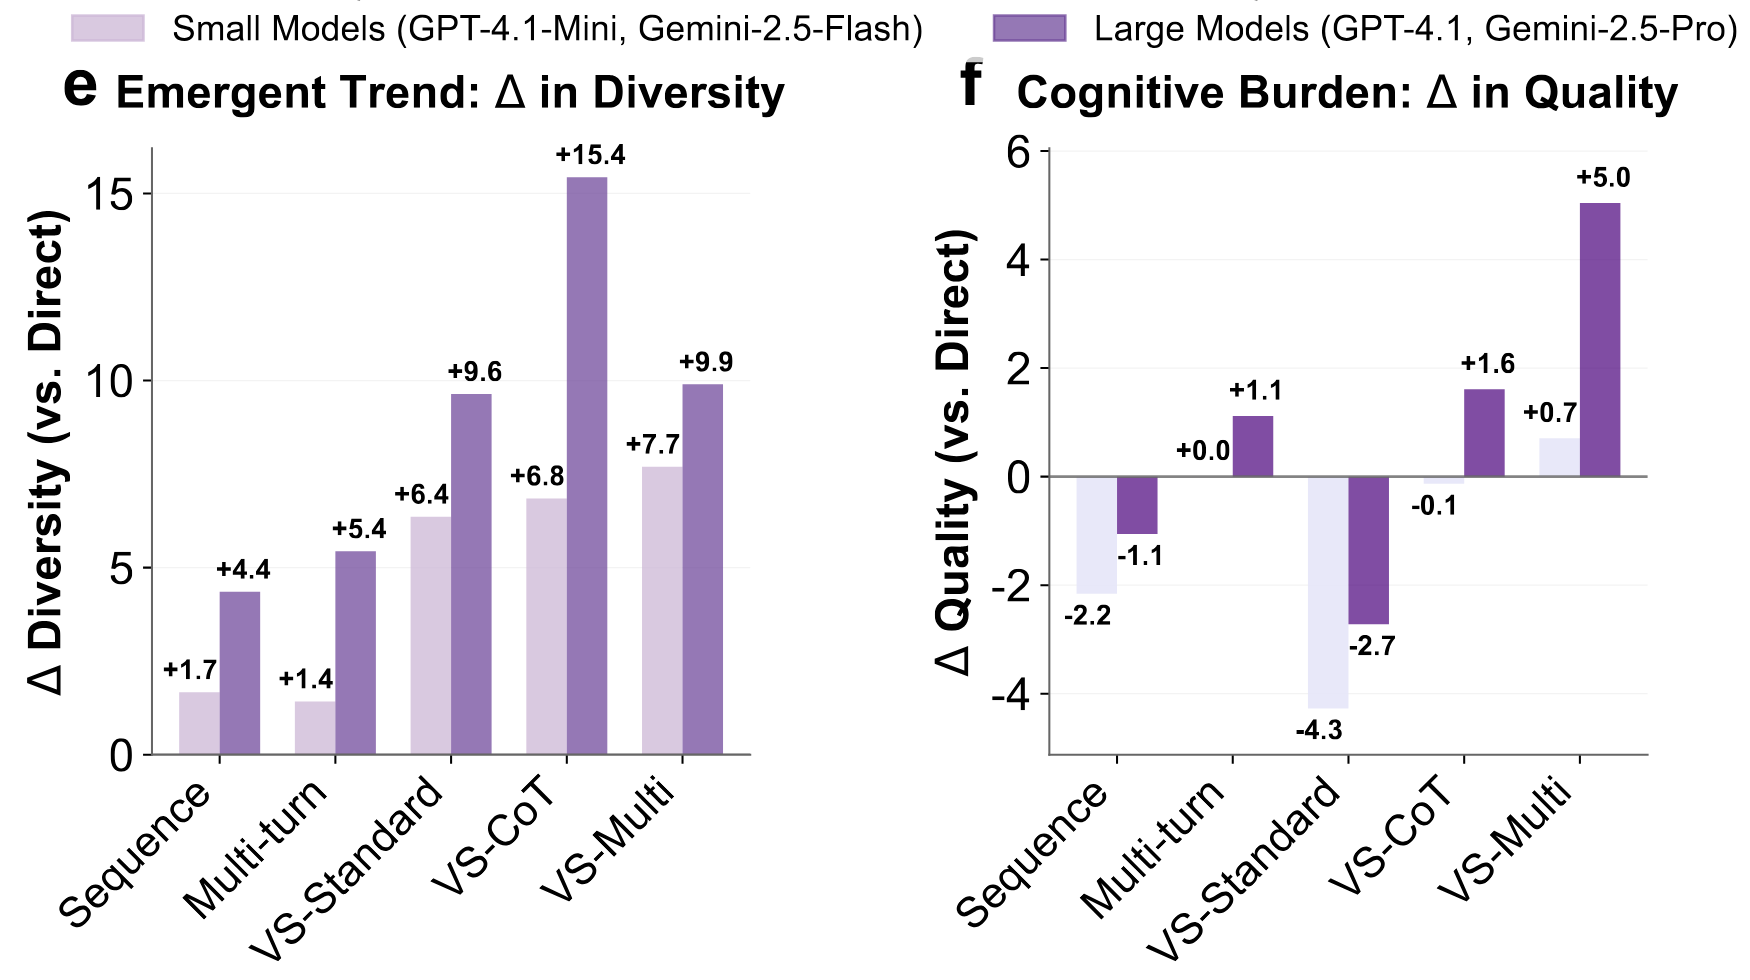 Small Models (GPT-4.1-Mini, Gemini-2.5-Flash)
Large Models (GPT-4.1, Gemini-2.5-Pro)
e Emergent Trend: Δ in Diversity
Δ Diversity (vs. Direct)
15
10
5
0
+1.7
+4.4
+1.4
+5.4
+6.4
+9.6
+6.8
+15.4
+7.7
+9.9
Sequence
Multi-turn
VS-Standard
VS-CoT
VS-Multi
f Cognitive Burden: Δ in Quality
Δ Quality (vs. Direct)
6
4
2
0
-2
-4
-2.2
-1.1
+0.0
+1.1
-4.3
-2.7
-0.1
+1.6
+0.7
+5.0
Sequence
Multi-turn
VS-Standard
VS-CoT
VS-Multi